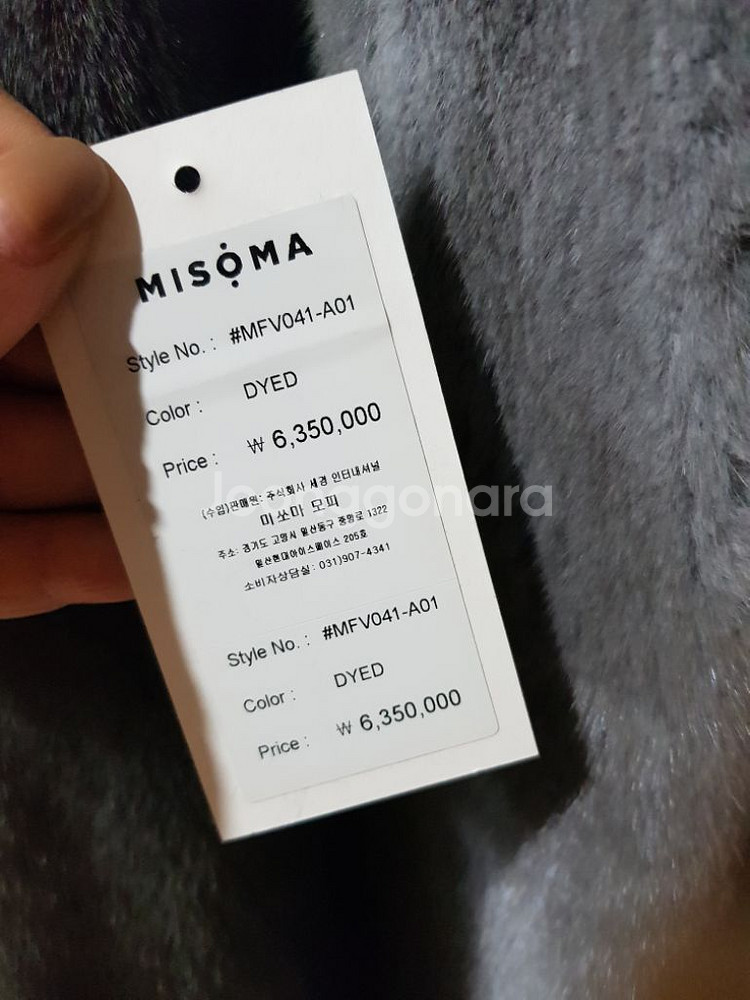 MISOMA
Style No. : #MFV041-A01
Color : DYED
Price : ₩ 6,350,000
(수입)판매원: 주식회사 세경 인터내셔널
미쏘마 모피
주소: 경기도 고양시 일산동구 중앙로 1322
일산현대아이스페이스 205호
소비자상담실: 031)907-4341
Style No. : #MFV041-A01
Color : DYED
Price : ₩ 6,350,000
joonggonara